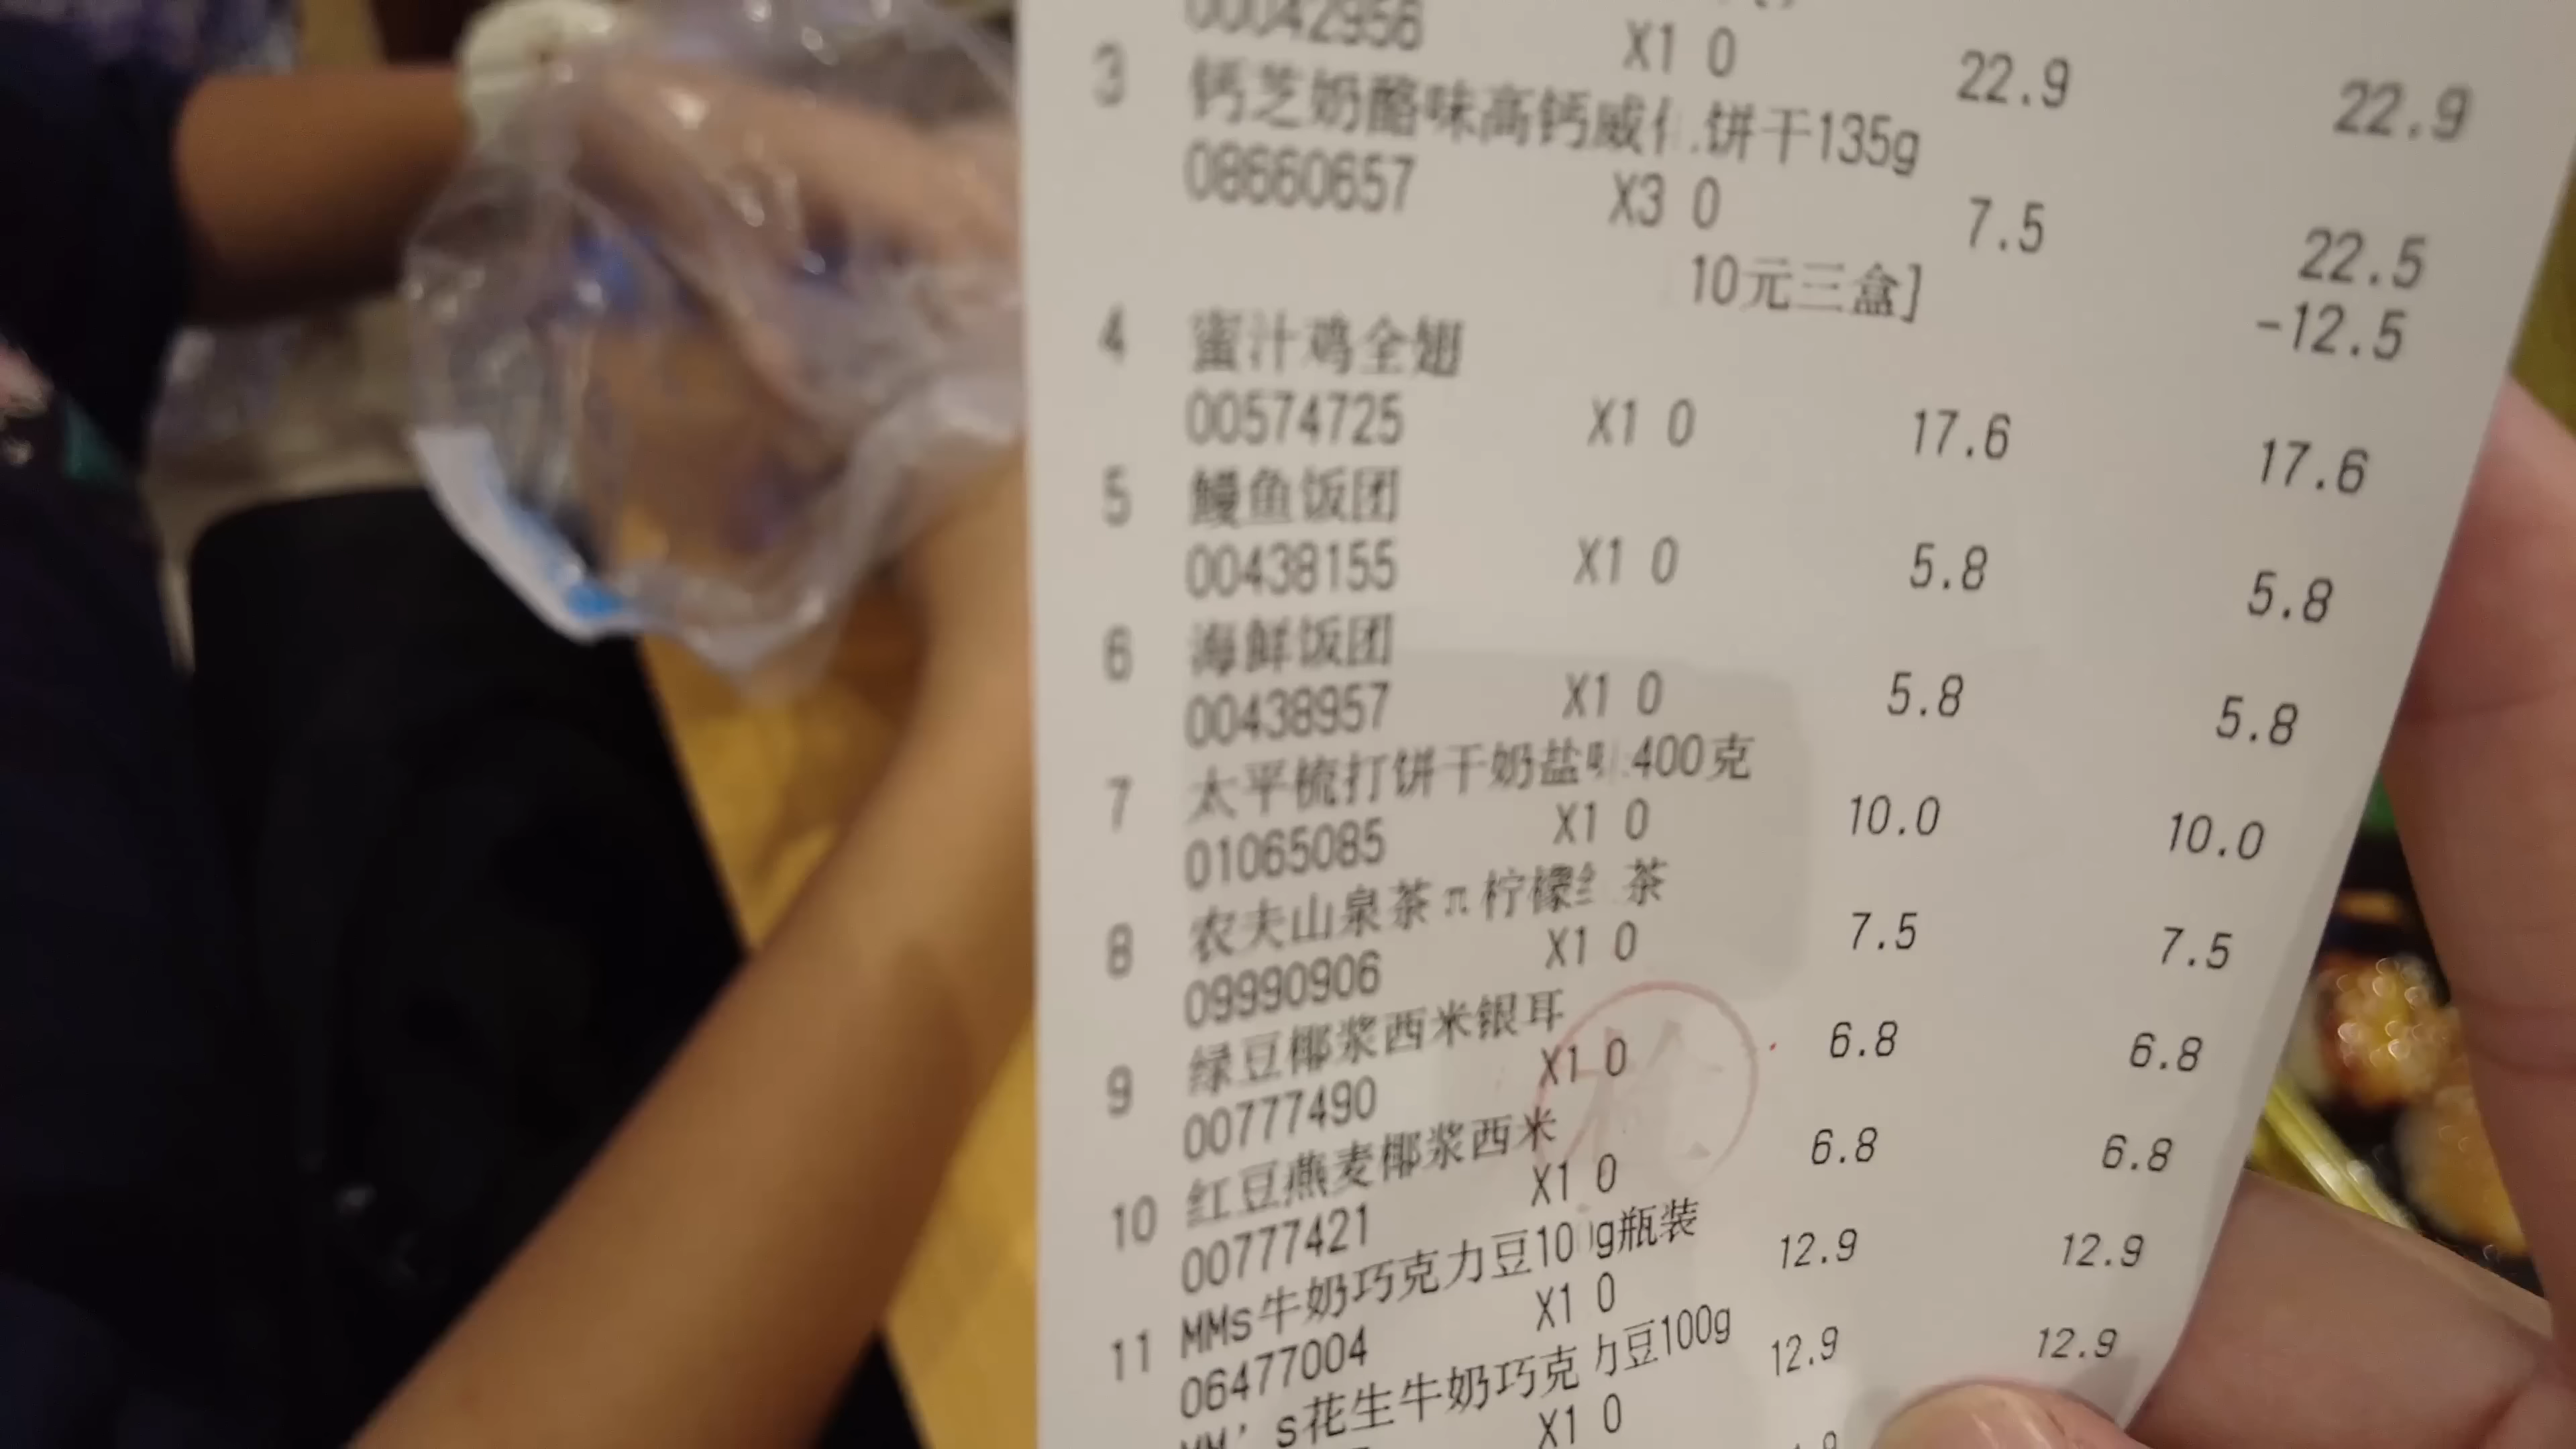 00042956 X1 0 22.9 22.9
3 钙芝奶酪味高钙威 饼干135g
08660657 X3 0 7.5 22.5
10元三盒] -12.5
4 蜜汁鸡全翅
00574725 X1 0 17.6 17.6
5 鳗鱼饭团
00438155 X1 0 5.8 5.8
6 海鲜饭团
00438957 X1 0 5.8 5.8
7 太平梳打饼干奶盐 400克
01065085 X1 0 10.0 10.0
8 农夫山泉茶π柠檬 茶
09990906 X1 0 7.5 7.5
9 绿豆椰浆西米银耳
00777490 X1 0 6.8 6.8
10 红豆燕麦椰浆西米
00777421 X1 0 6.8 6.8
11 MMs牛奶巧克力豆10 g瓶装
06477004 X1 0 12.9 12.9
s花生牛奶巧克力豆100g
X1 0 12.9 12.9